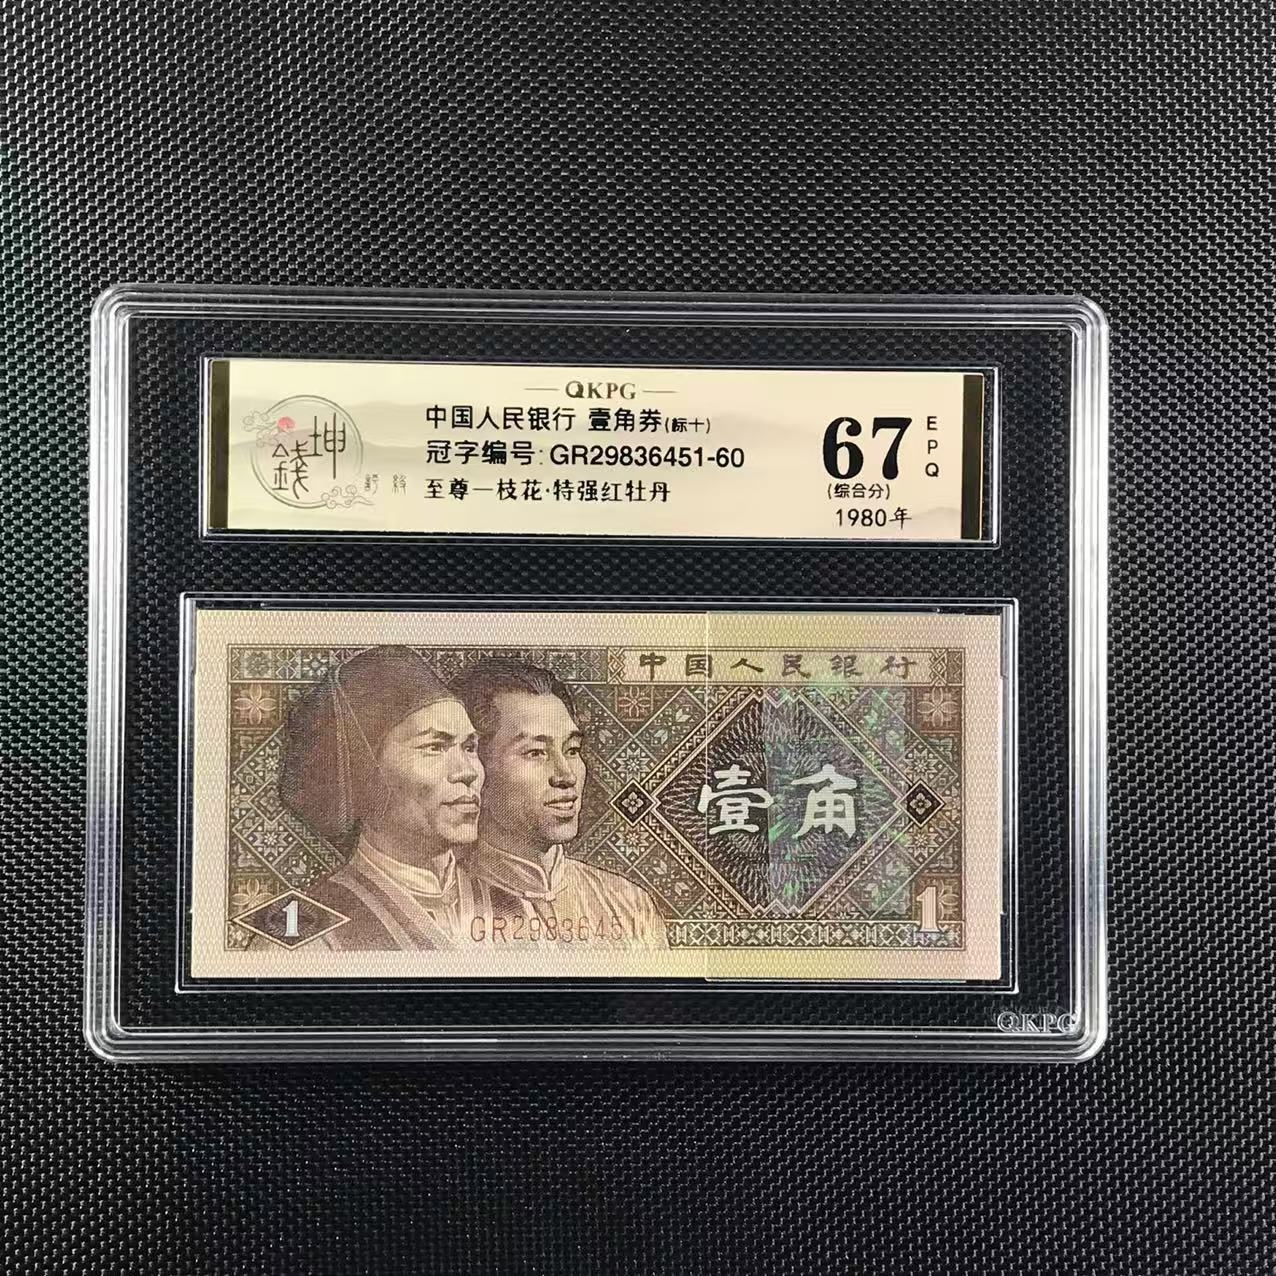 QKPG
中国人民银行 壹角券(标十)
冠字编号: GR29836451-60
至尊一枝花·特强红牡丹
坤
錢
67
EPQ
(综合分)
1980年
中国人民银行
壹角
1
GR29836451
1
QKPG